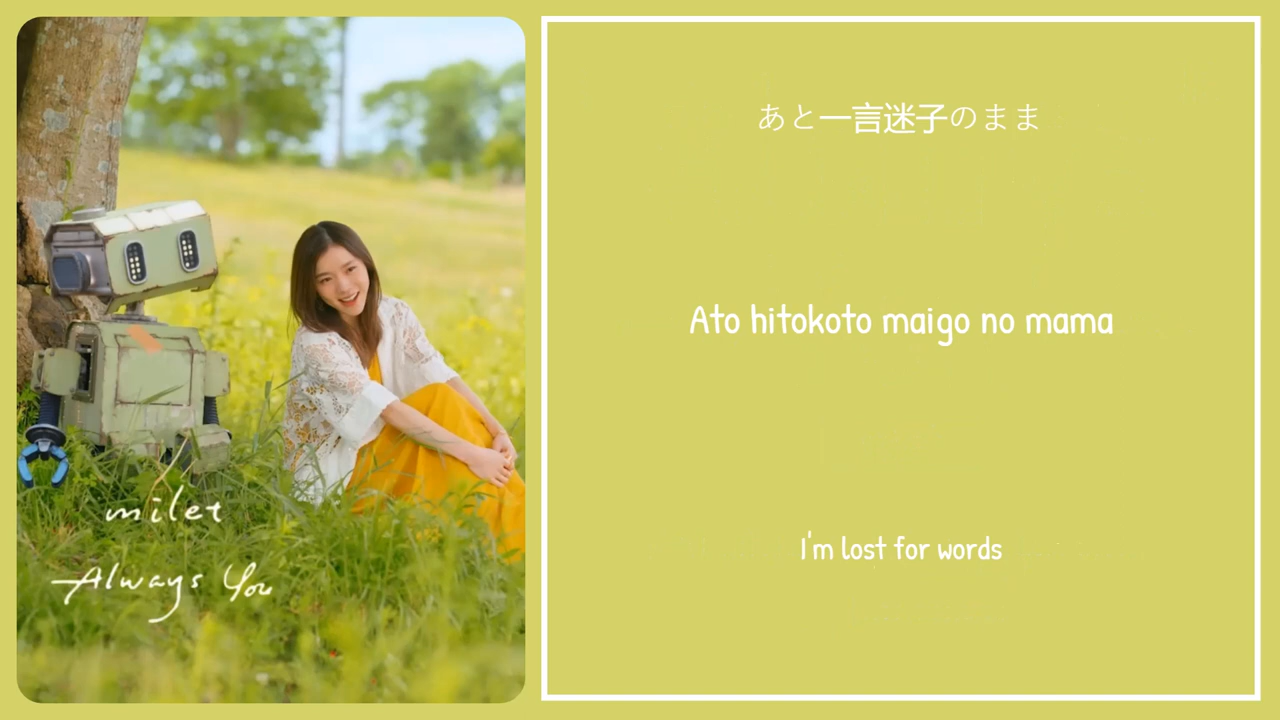 milet
Always You
あと一言迷子のまま
Ato hitokoto maigo no mama
I'm lost for words